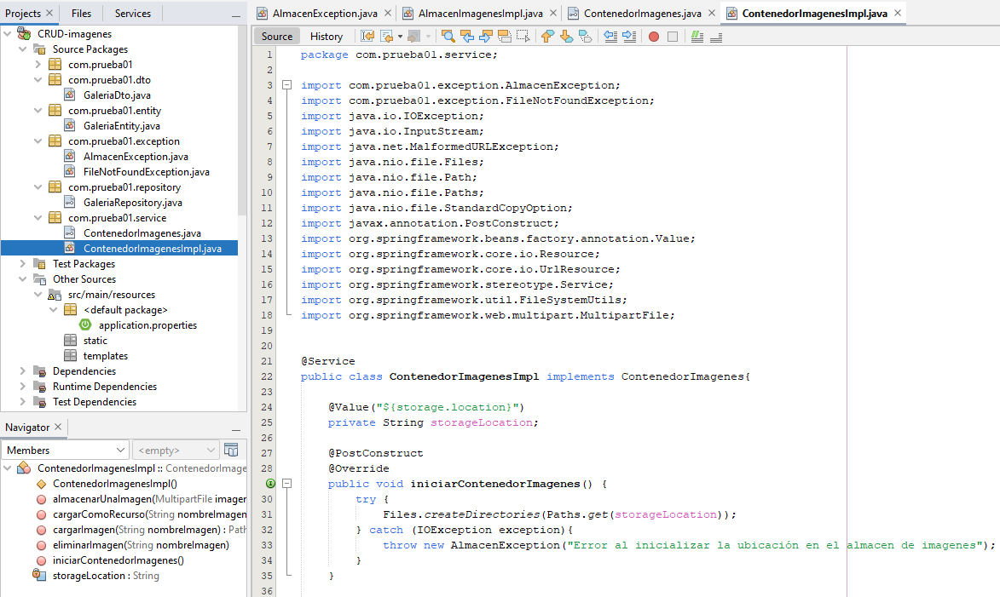 Projects
Files
Services
CRUD-imagenes
Source Packages
com.prueba01
com.prueba01.dto
GaleriaDto.java
com.prueba01.entity
GaleriaEntity.java
com.prueba01.exception
AlmacenException.java
FileNotFoundException.java
com.prueba01.repository
GaleriaRepository.java
com.prueba01.service
ContenedorImagenes.java
ContenedorImagenesImpl.java
Test Packages
Other Sources
src/main/resources
<default package>
application.properties
static
templates
Dependencies
Runtime Dependencies
Test Dependencies
Navigator
Members
<empty>
ContenedorImagenesImpl :: ContenedorImage
ContenedorImagenesImpl()
almacenarUnaImagen(MultipartFile imager
cargarComoRecurso(String nombreImagen
cargarImagen(String nombreImagen) : Path
eliminarImagen(String nombreImagen)
iniciarContenedorImagenes()
storageLocation : String
AlmacenException.java
AlmacenImagenesImpl.java
ContenedorImagenes.java
ContenedorImagenesImpl.java
Source
History
1 package com.prueba01.service;
2
3 import com.prueba01.exception.AlmacenException;
4 import com.prueba01.exception.FileNotFoundException;
5 import java.io.IOException;
6 import java.io.InputStream;
7 import java.net.MalformedURLException;
8 import java.nio.file.Files;
9 import java.nio.file.Path;
10 import java.nio.file.Paths;
11 import java.nio.file.StandardCopyOption;
12 import javax.annotation.PostConstruct;
13 import org.springframework.beans.factory.annotation.Value;
14 import org.springframework.core.io.Resource;
15 import org.springframework.core.io.UrlResource;
16 import org.springframework.stereotype.Service;
17 import org.springframework.util.FileSystemUtils;
18 import org.springframework.web.multipart.MultipartFile;
19
20
21 @Service
22 public class ContenedorImagenesImpl implements ContenedorImagenes{
23
24 @Value("${storage.location}")
25 private String storageLocation;
26
27 @PostConstruct
28 @Override
public void iniciarContenedorImagenes() {
30 try {
31 Files.createDirectories(Paths.get(storageLocation));
32 } catch (IOException exception){
33 throw new AlmacenException("Error al inicializar la ubicación en el almacen de imagenes");
34 }
35 }
36